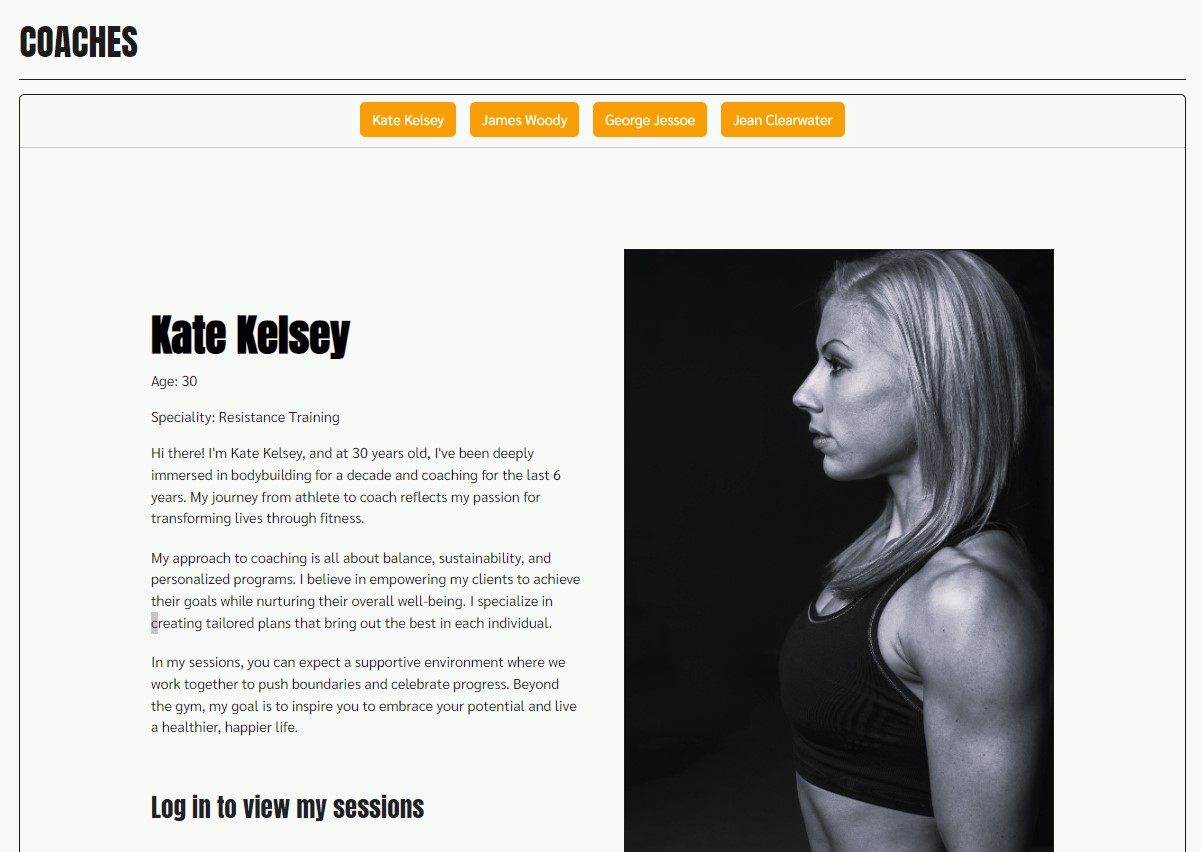 COACHES
Kate Kelsey
James Woody
George Jessoe
Jean Clearwater
Kate Kelsey
Age: 30
Speciality: Resistance Training
Hi there! I'm Kate Kelsey, and at 30 years old, I've been deeply
immersed in bodybuilding for a decade and coaching for the last 6
years. My journey from athlete to coach reflects my passion for
transforming lives through fitness.
My approach to coaching is all about balance, sustainability, and
personalized programs. I believe in empowering my clients to achieve
their goals while nurturing their overall well-being. I specialize in
creating tailored plans that bring out the best in each individual.
In my sessions, you can expect a supportive environment where we
work together to push boundaries and celebrate progress. Beyond
the gym, my goal is to inspire you to embrace your potential and live
a healthier, happier life.
Log in to view my sessions